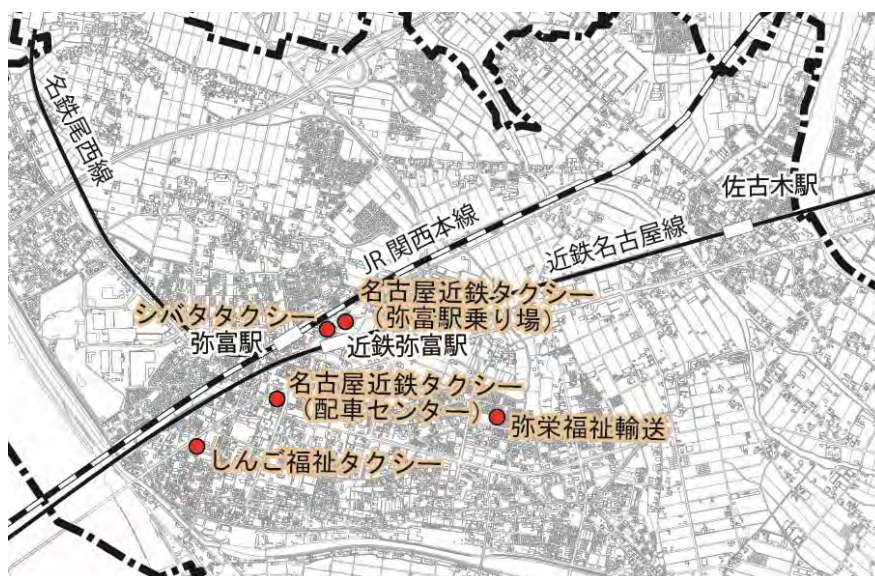 名鉄尾西線
佐古木駅
JR関西本線
近鉄名古屋線
名古屋近鉄タクシー
（弥富駅乗り場）
シバタタクシー
弥富駅
近鉄弥富駅
名古屋近鉄タクシー
（配車センター）
弥栄福祉輸送
しんご福祉タクシー